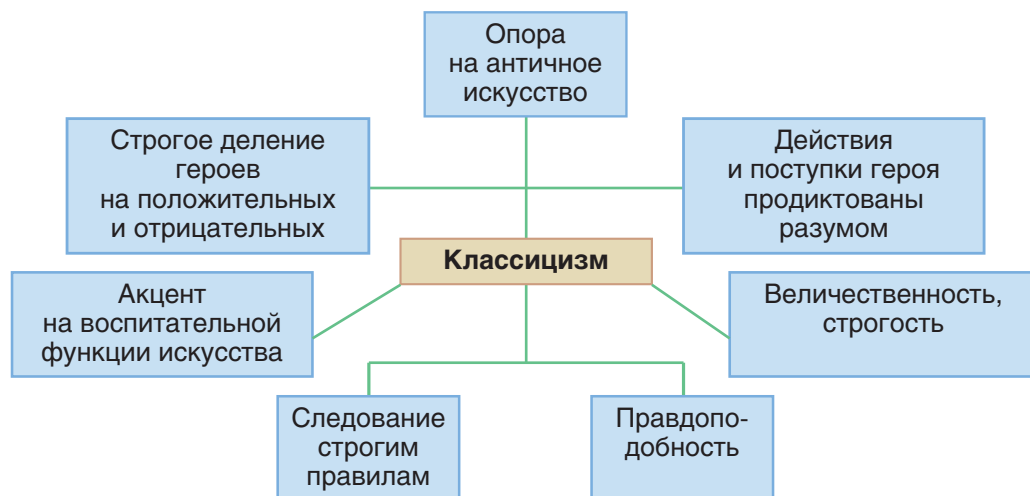 Опора
на античное
искусство
Строгое деление
героев
на положительных
и отрицательных
Действия
и поступки героя
продиктованы
разумом
Классицизм
Акцент
на воспитательной
функции искусства
Величественность,
строгость
Следование
строгим
правилам
Правдопо-
добность